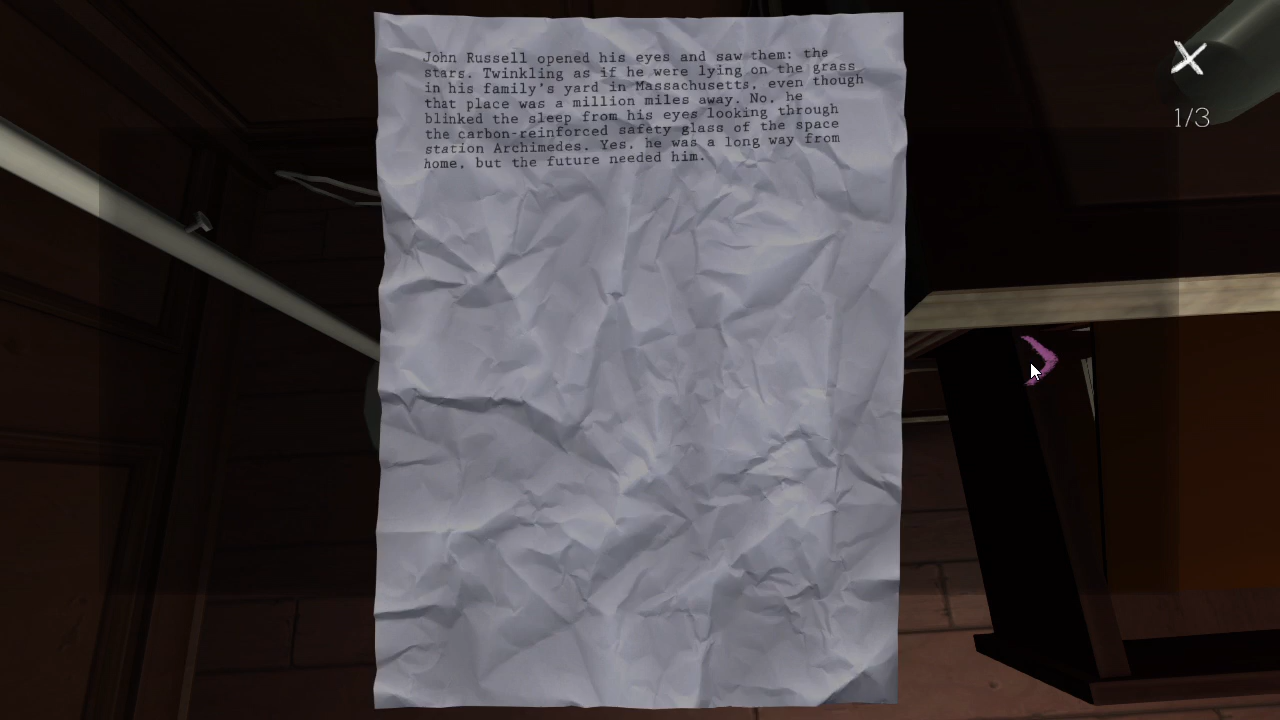 John Russell opened his eyes and saw them: the
stars. Twinkling as if he were lying on the grass
in his family's yard in Massachusetts, even though
that place was a million miles away. No, he
blinked the sleep from his eyes looking through
the carbon-reinforced safety glass of the space
station Archimedes. Yes, he was a long way from
home, but the future needed him.
1/3